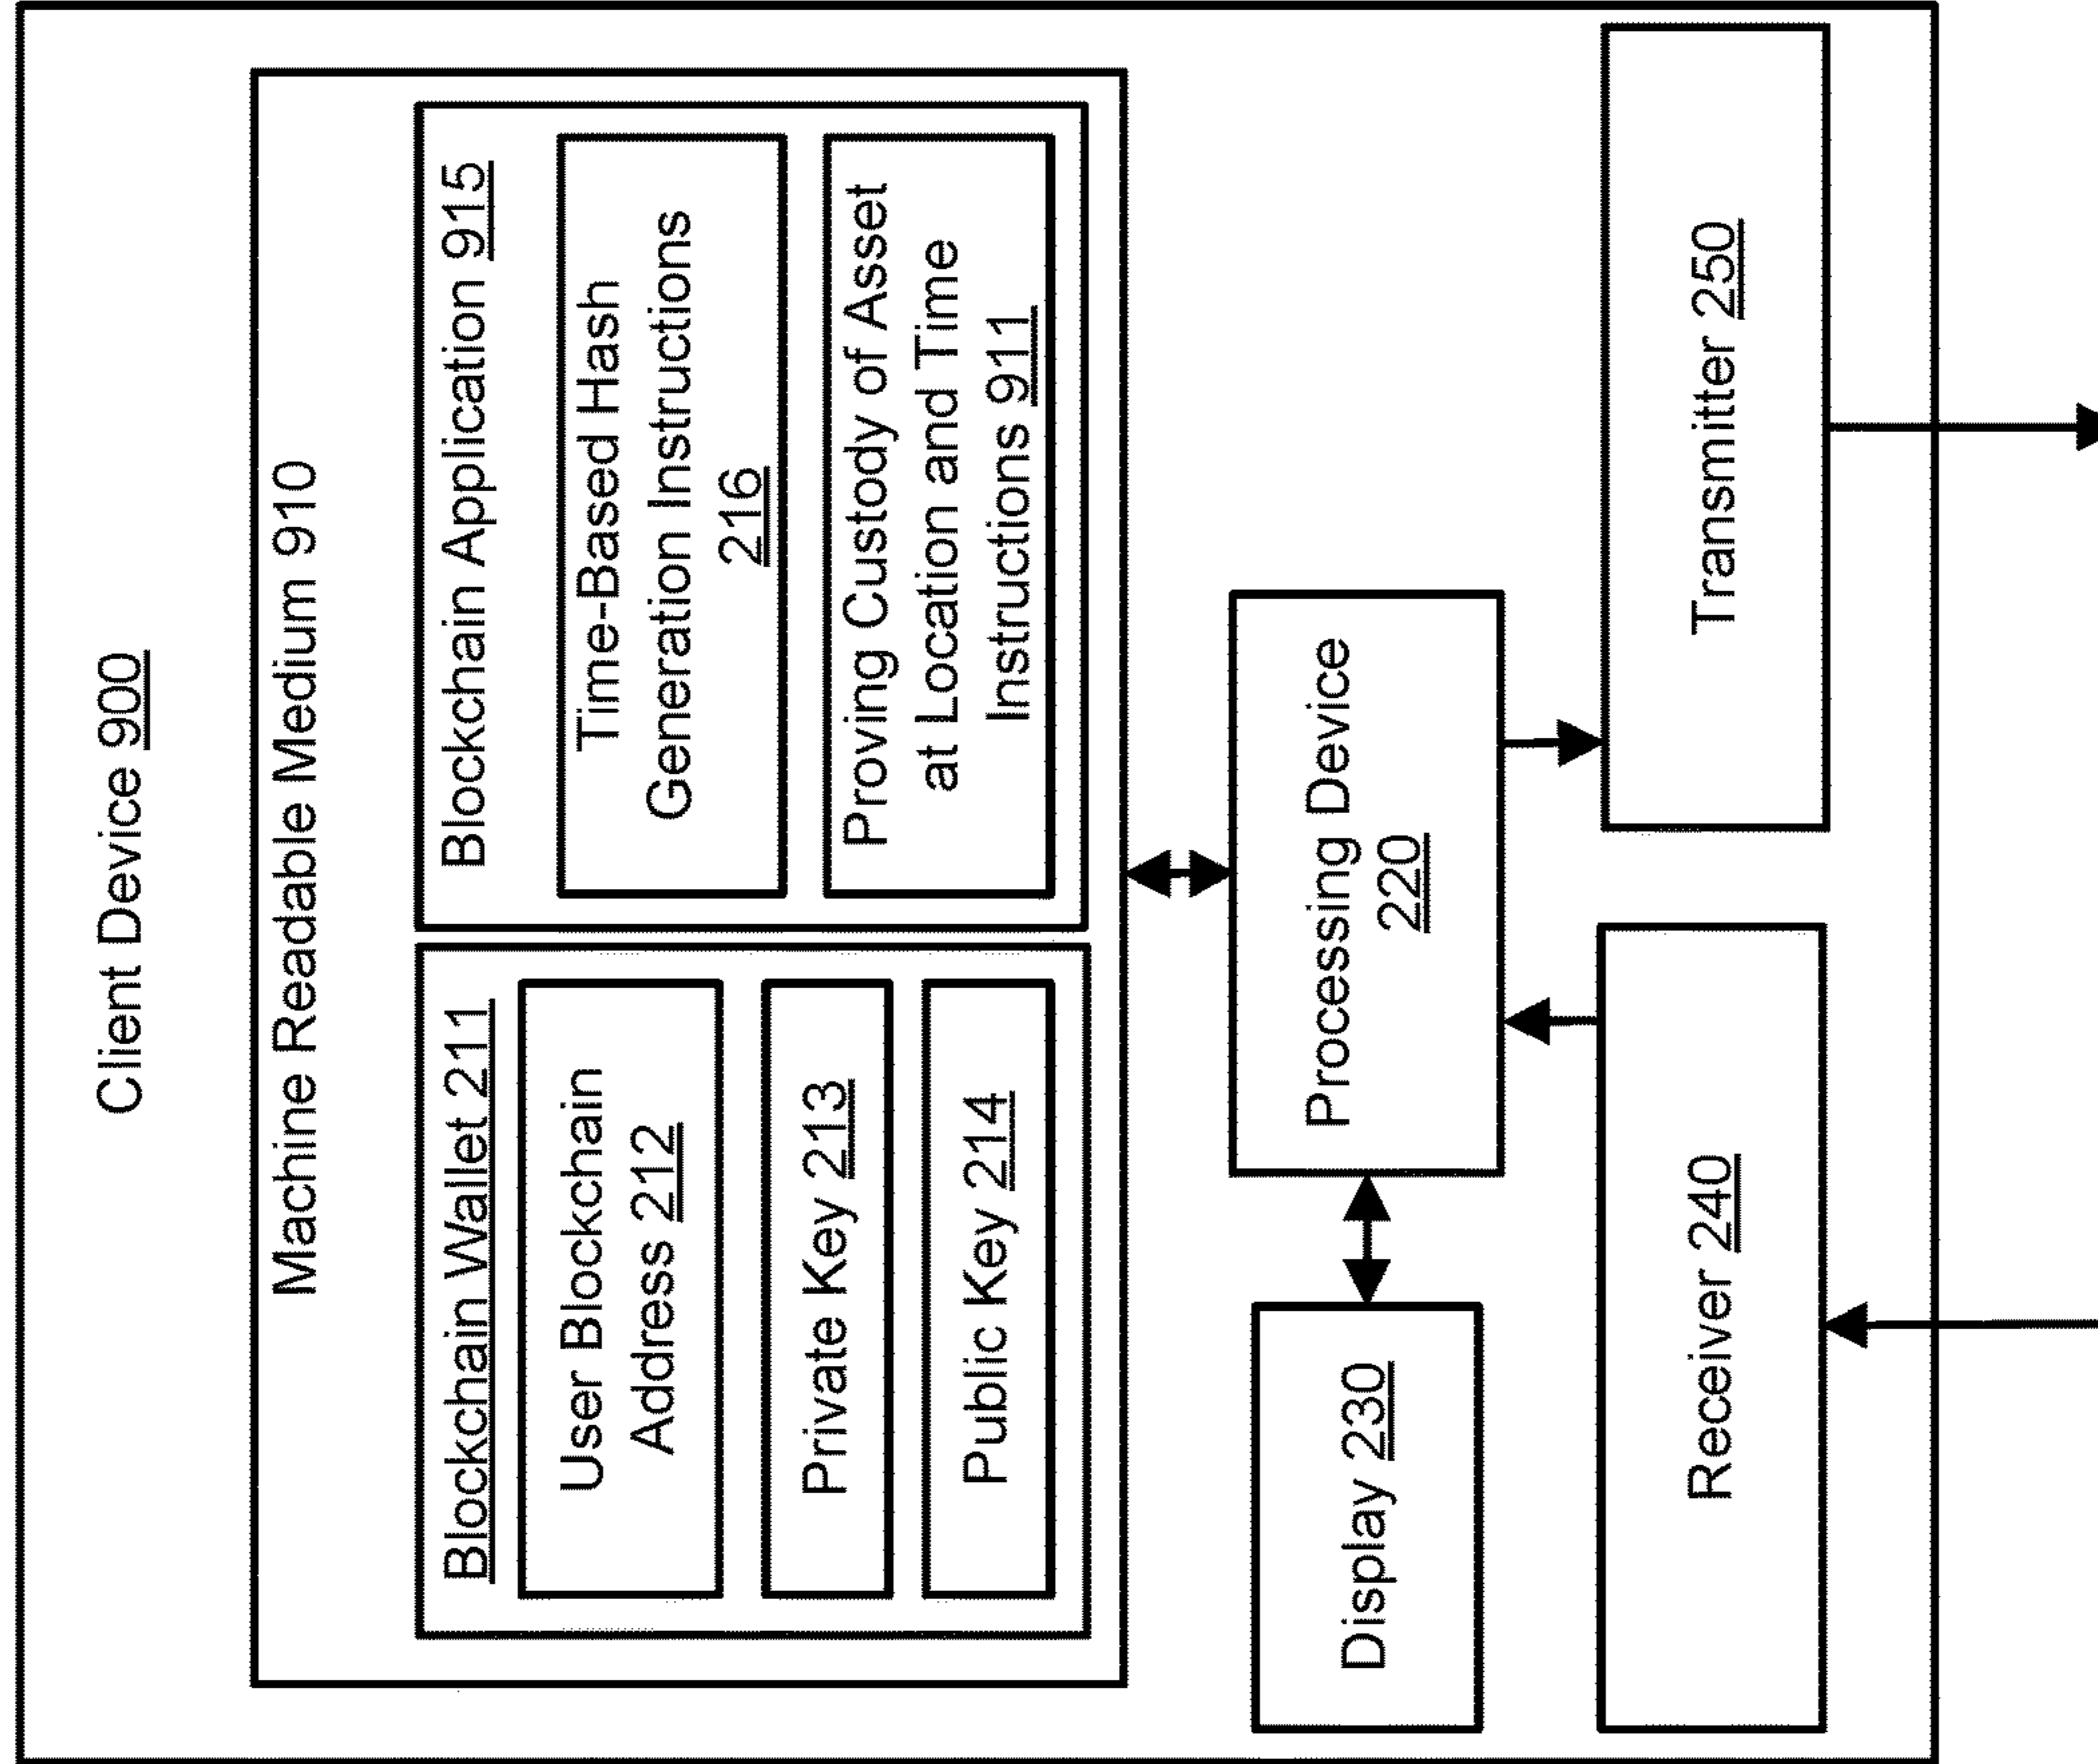 Client Device 900
Machine Readable Medium 910
Blockchain Wallet 211
User Blockchain
Address 212
Private Key 213
Public Key 214
Blockchain Application 915
Time-Based Hash
Generation Instructions
216
Proving Custody of Asset
at Location and Time
Instructions 911
Display 230
Processing Device
220
Receiver 240
Transmitter 250